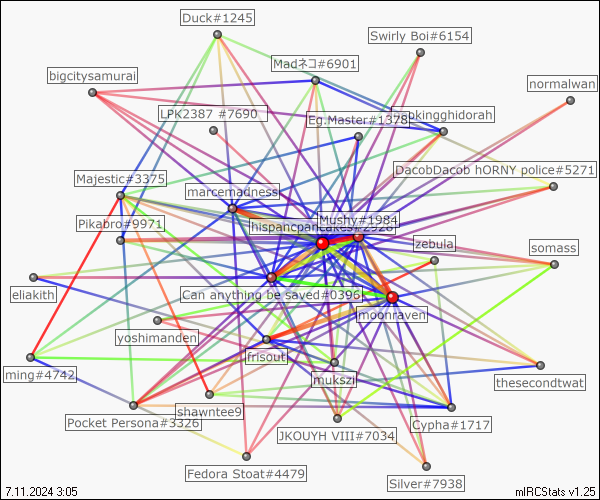 Duck#1245
Swirly Boi#6154
Madネコ#6901
bigcitysamurai
normalwan
LPK2387 #7690
Eg.Master#1378
okingghidorah
DacobDacob hORNY police#5271
Majestic#3375
marcemadness
Mushy#1984
hispancpancakes#2928
Pikabro#9971
zebula
somass
eliakith
Can anything be saved#0396
moonraven
yoshimanden
frisout
ming#4742
mukszi
thesecondtwat
shawntee9
Pocket Persona#3326
Cypha#1717
JKOUYH VIII#7034
Fedora Stoat#4479
Silver#7938
7.11.2024 3:05
mIRCStats v1.25